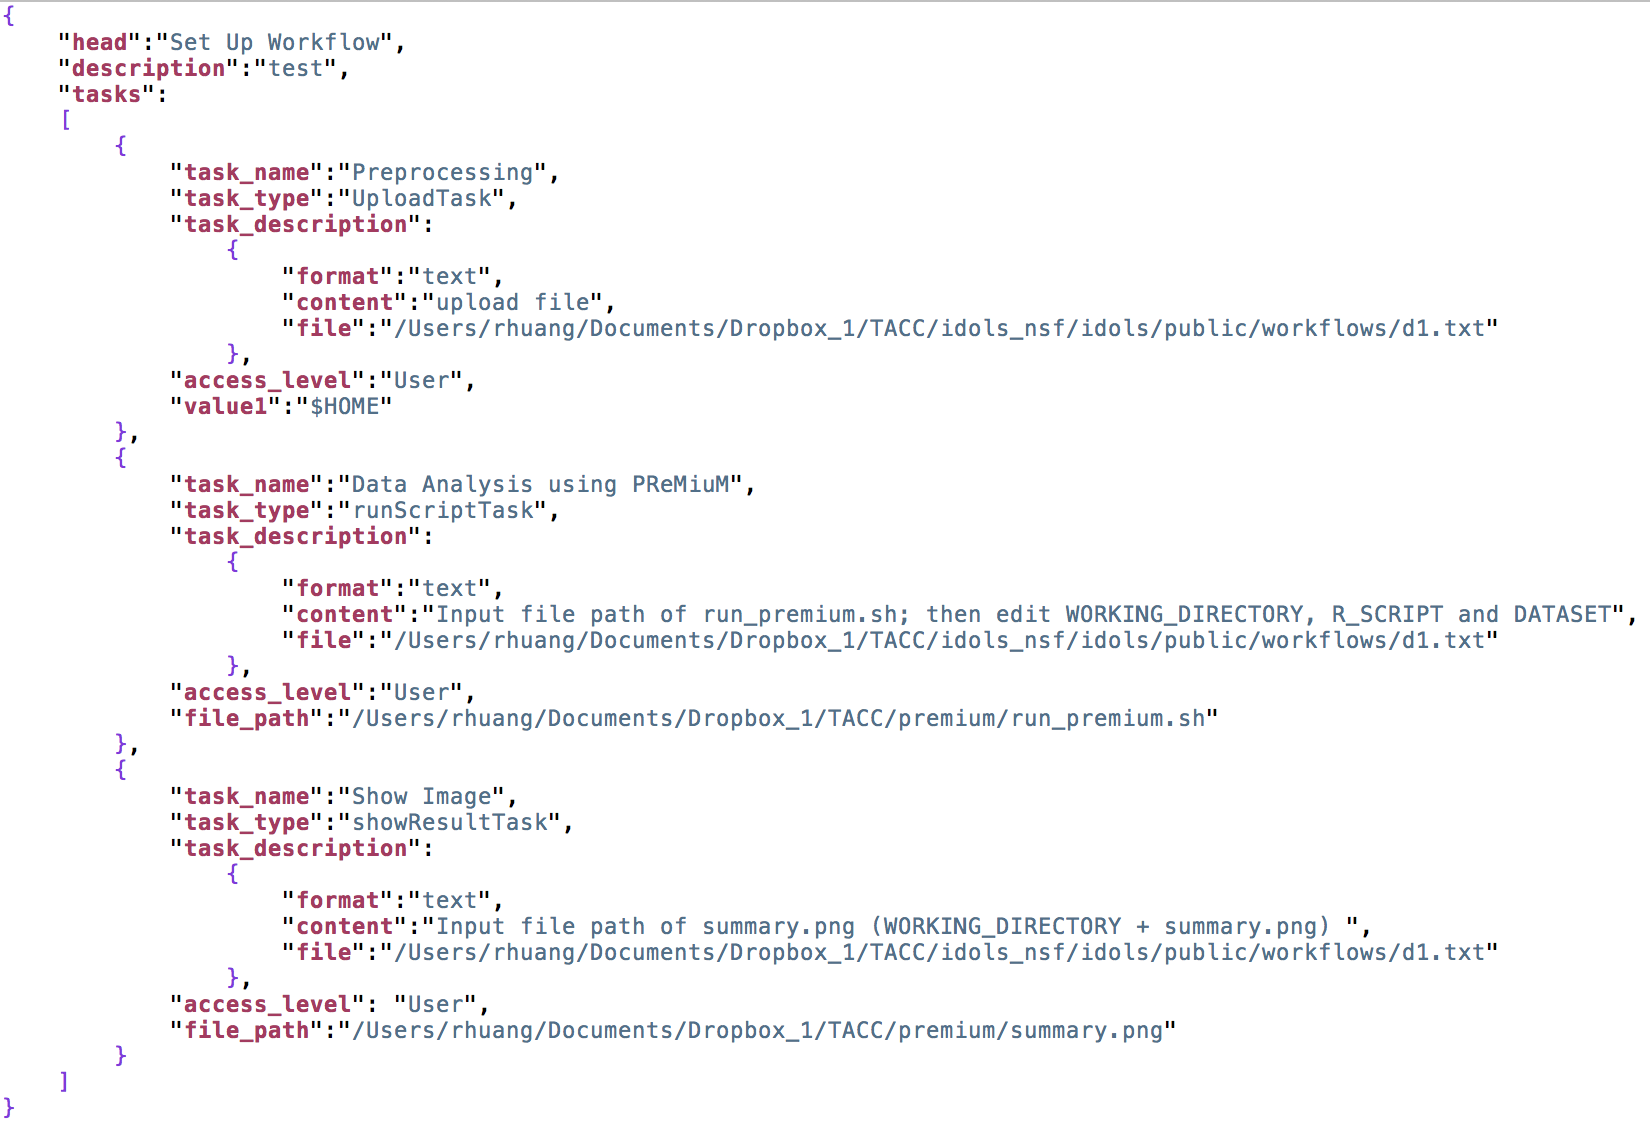 {
    "head":"Set Up Workflow",
    "description":"test",
    "tasks":
    [
        {
            "task_name":"Preprocessing",
            "task_type":"UploadTask",
            "task_description":
                {
                    "format":"text",
                    "content":"upload file",
                    "file":"/Users/rhuang/Documents/Dropbox_1/TACC/idols_nsf/idols/public/workflows/d1.txt"
                },
            "access_level":"User",
            "value1":"$HOME"
        },
        {
            "task_name":"Data Analysis using PReMiuM",
            "task_type":"runScriptTask",
            "task_description":
                {
                    "format":"text",
                    "content":"Input file path of run_premium.sh; then edit WORKING_DIRECTORY, R_SCRIPT and DATASET",
                    "file":"/Users/rhuang/Documents/Dropbox_1/TACC/idols_nsf/idols/public/workflows/d1.txt"
                },
            "access_level":"User",
            "file_path":"/Users/rhuang/Documents/Dropbox_1/TACC/premium/run_premium.sh"
        },
        {
            "task_name":"Show Image",
            "task_type":"showResultTask",
            "task_description":
                {
                    "format":"text",
                    "content":"Input file path of summary.png (WORKING_DIRECTORY + summary.png) ",
                    "file":"/Users/rhuang/Documents/Dropbox_1/TACC/idols_nsf/idols/public/workflows/d1.txt"
                },
            "access_level": "User",
            "file_path":"/Users/rhuang/Documents/Dropbox_1/TACC/premium/summary.png"
        }
    ]
}